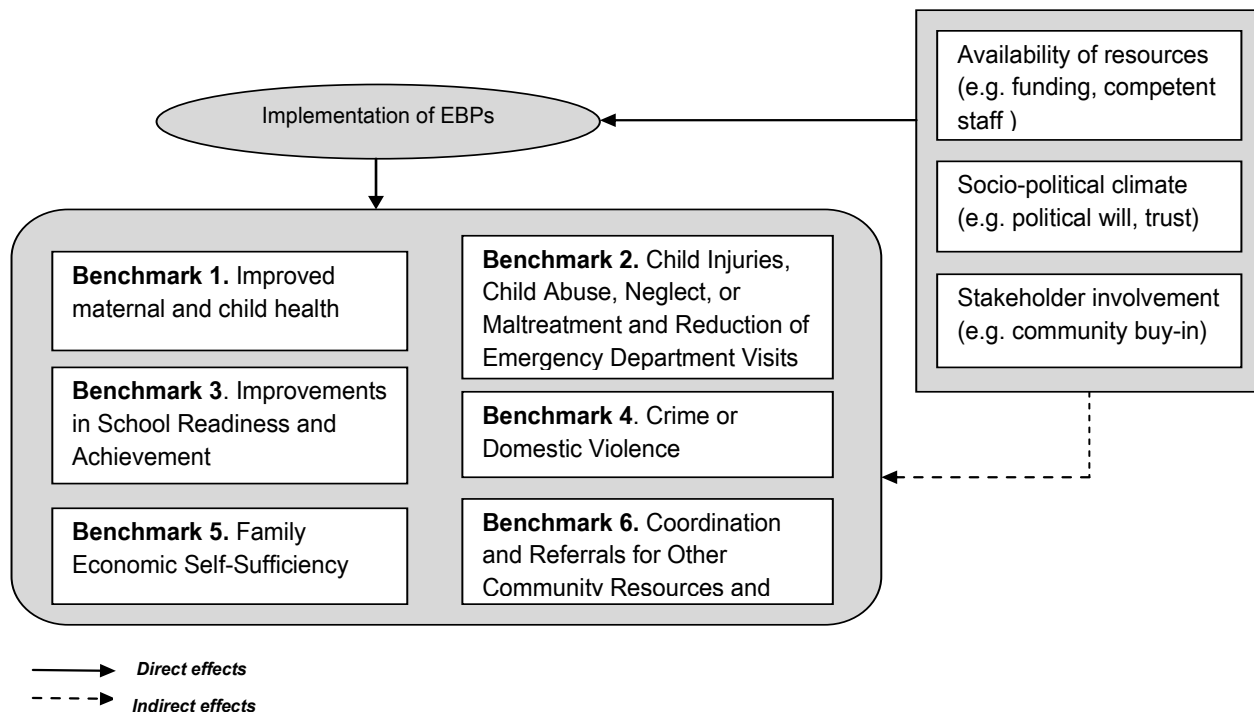 Implementation of EBPs
Availability of resources
(e.g. funding, competent
staff )
Socio-political climate
(e.g. political will, trust)
Stakeholder involvement
(e.g. community buy-in)
Benchmark 1. Improved
maternal and child health
Benchmark 2. Child Injuries,
Child Abuse, Neglect, or
Maltreatment and Reduction of
Emergency Department Visits
Benchmark 3. Improvements
in School Readiness and
Achievement
Benchmark 4. Crime or
Domestic Violence
Benchmark 5. Family
Economic Self-Sufficiency
Benchmark 6. Coordination
and Referrals for Other
Community Resources and
Direct effects
Indirect effects